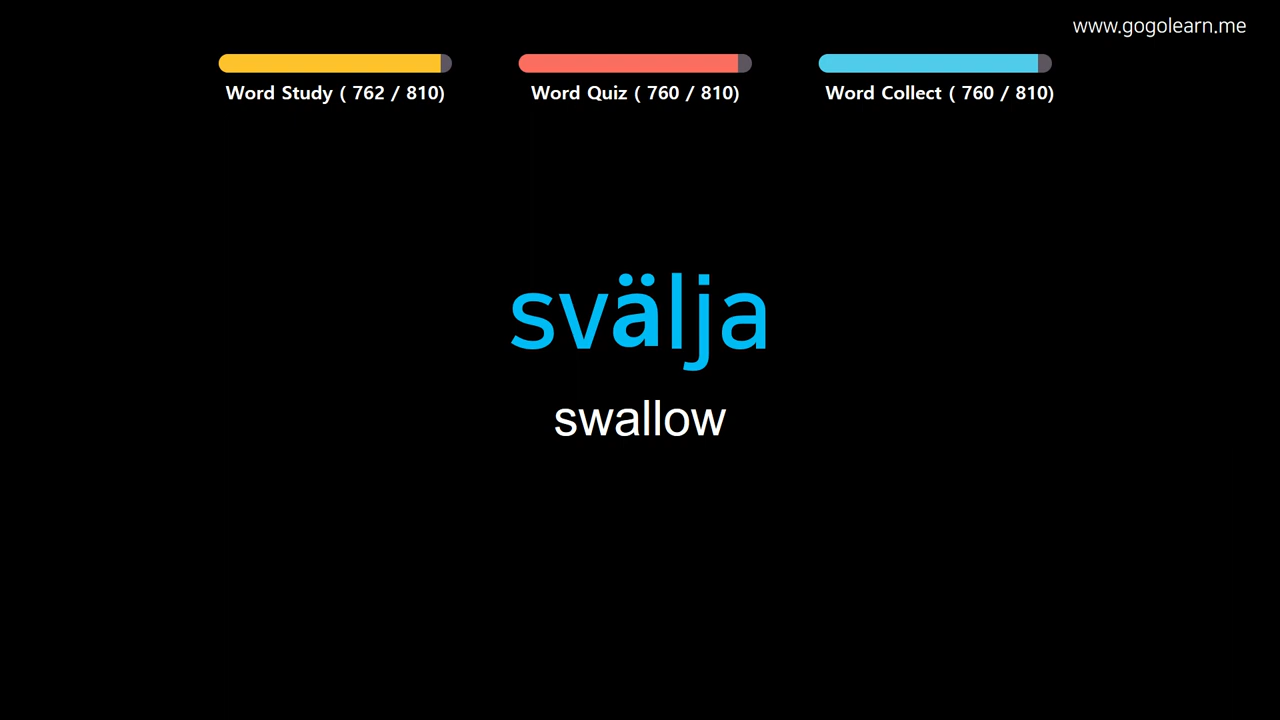 www.gogolearn.me
Word Study ( 762 / 810)
Word Quiz ( 760 / 810)
Word Collect ( 760 / 810)
svälja
swallow